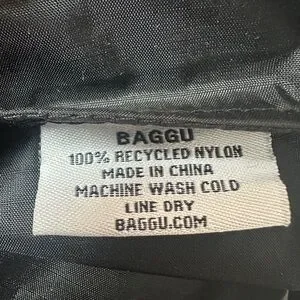 BAGGU
100% RECYCLED NYLON
MADE IN CHINA
MACHINE WASH COLD
LINE DRY
BAGGU.COM